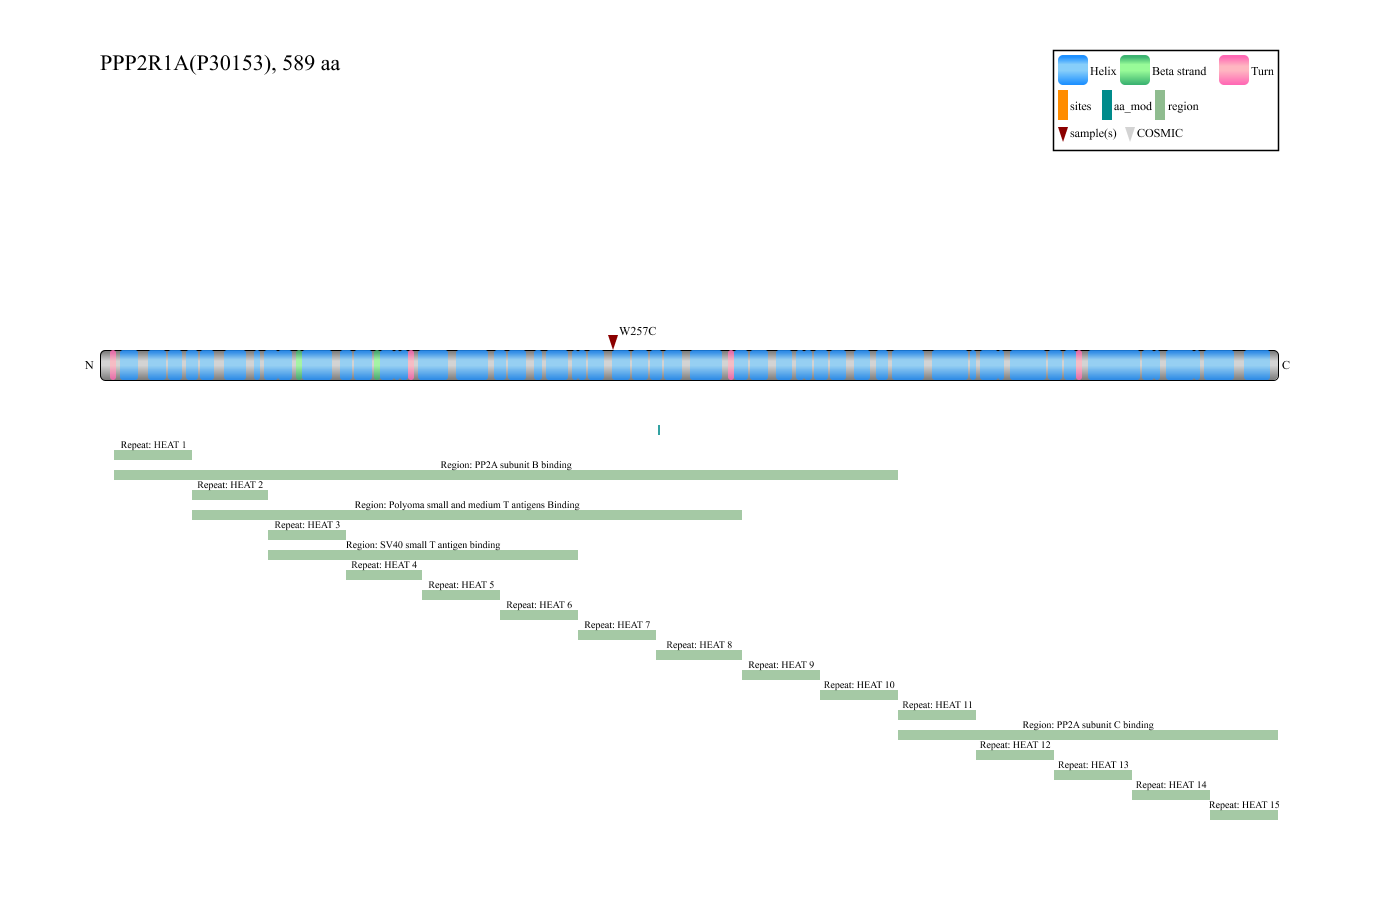 PPP2R1A(P30153), 589 aa
Helix Beta strand Turn
sites aa_mod region
sample(s) COSMIC
W257C
N C
Repeat: HEAT 1
Region: PP2A subunit B binding
Repeat: HEAT 2
Region: Polyoma small and medium T antigens Binding
Repeat: HEAT 3
Region: SV40 small T antigen binding
Repeat: HEAT 4
Repeat: HEAT 5
Repeat: HEAT 6
Repeat: HEAT 7
Repeat: HEAT 8
Repeat: HEAT 9
Repeat: HEAT 10
Repeat: HEAT 11
Region: PP2A subunit C binding
Repeat: HEAT 12
Repeat: HEAT 13
Repeat: HEAT 14
Repeat: HEAT 15